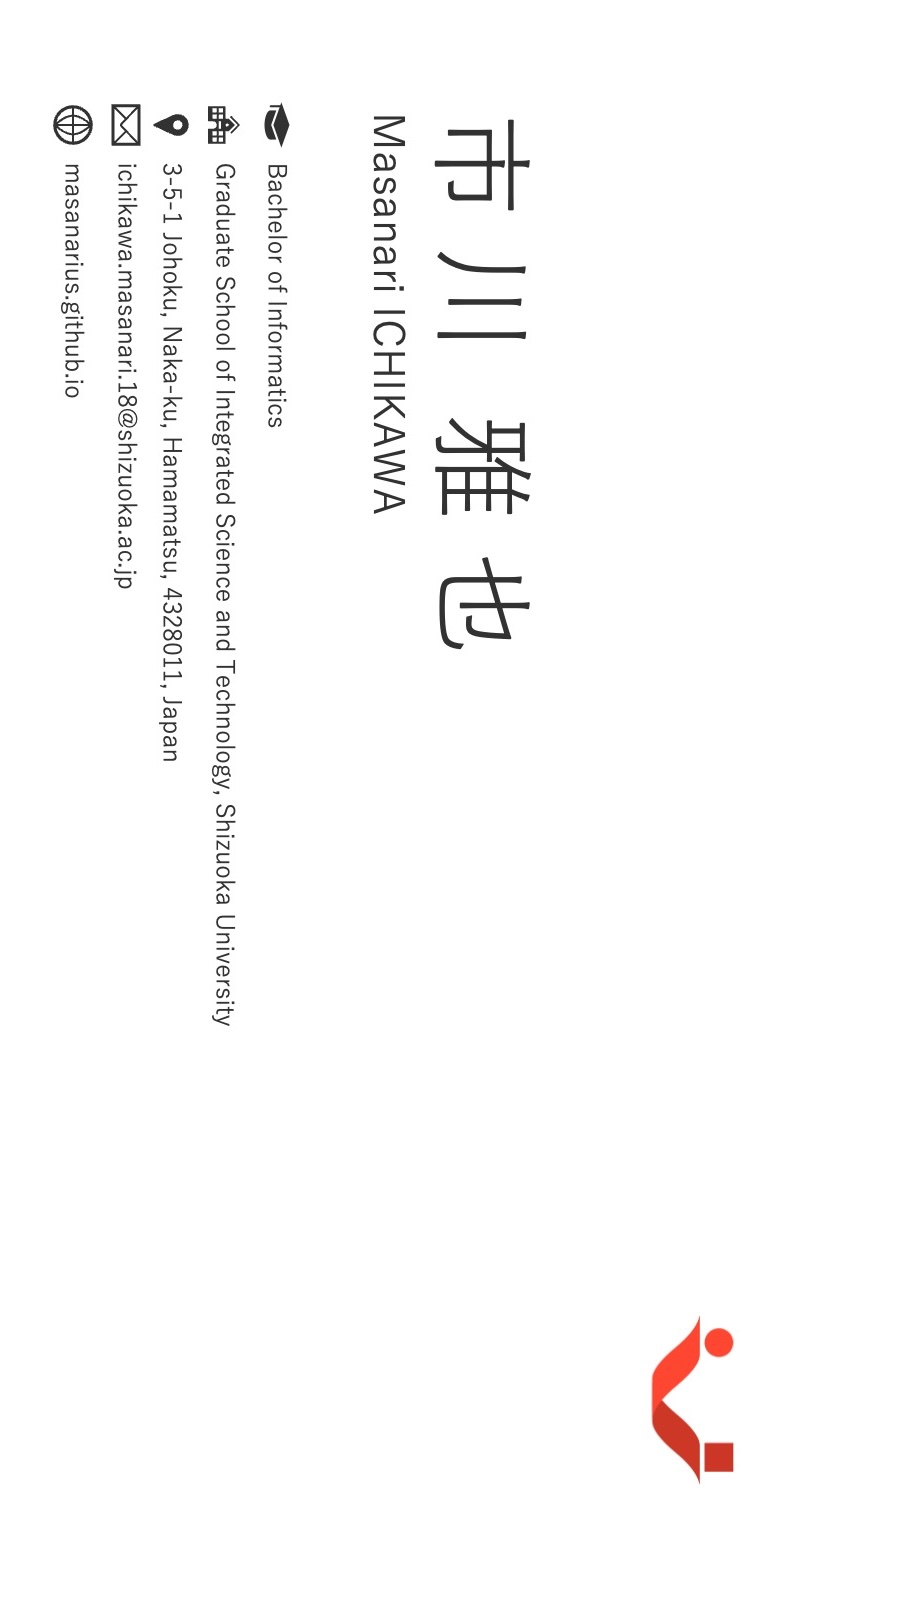 市川 雅也
Masanari ICHIKAWA
Bachelor of Informatics
Graduate School of Integrated Science and Technology, Shizuoka University
3-5-1 Johoku, Naka-ku, Hamamatsu, 4328011, Japan
ichikawa.masanari.18@shizuoka.ac.jp
masanarius.github.io